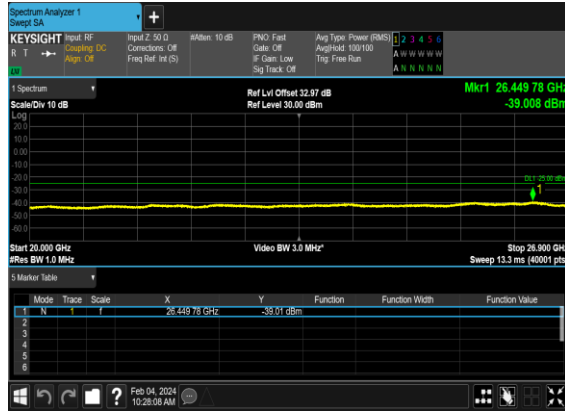 Spectrum Analyzer 1
Swept SA
+
KEYSIGHT Input: RF Input Z: 50 Ω #Atten: 10 dB PNO: Fast Avg Type: Power (RMS) 1 2 3 4 5 6
R T Coupling: DC Corrections: Off Gate: Off Avg|Hold: 100/100 A W W W W W
Align: Off Freq Ref: Int (S) IF Gain: Low Trig: Free Run
Sig Track: Off A N N N N N
1 Spectrum
Ref Lvl Offset 32.97 dB Mkr1 26.449 78 GHz
Scale/Div 10 dB Ref Level 30.00 dBm -39.008 dBm
Log
20.0
10.0
0.00
-10.0
-20.0
DL1 -25.00 dBm
-30.0
1
-40.0
-50.0
-60.0
Start 20.000 GHz Video BW 3.0 MHz* Stop 26.900 GHz
#Res BW 1.0 MHz Sweep 13.3 ms (40001 pts)
5 Marker Table
Mode Trace Scale X Y Function Function Width Function Value
1 N 1 f 26.449 78 GHz -39.01 dBm
2
3
4
5
6
? Feb 04, 2024
10:28:08 AM